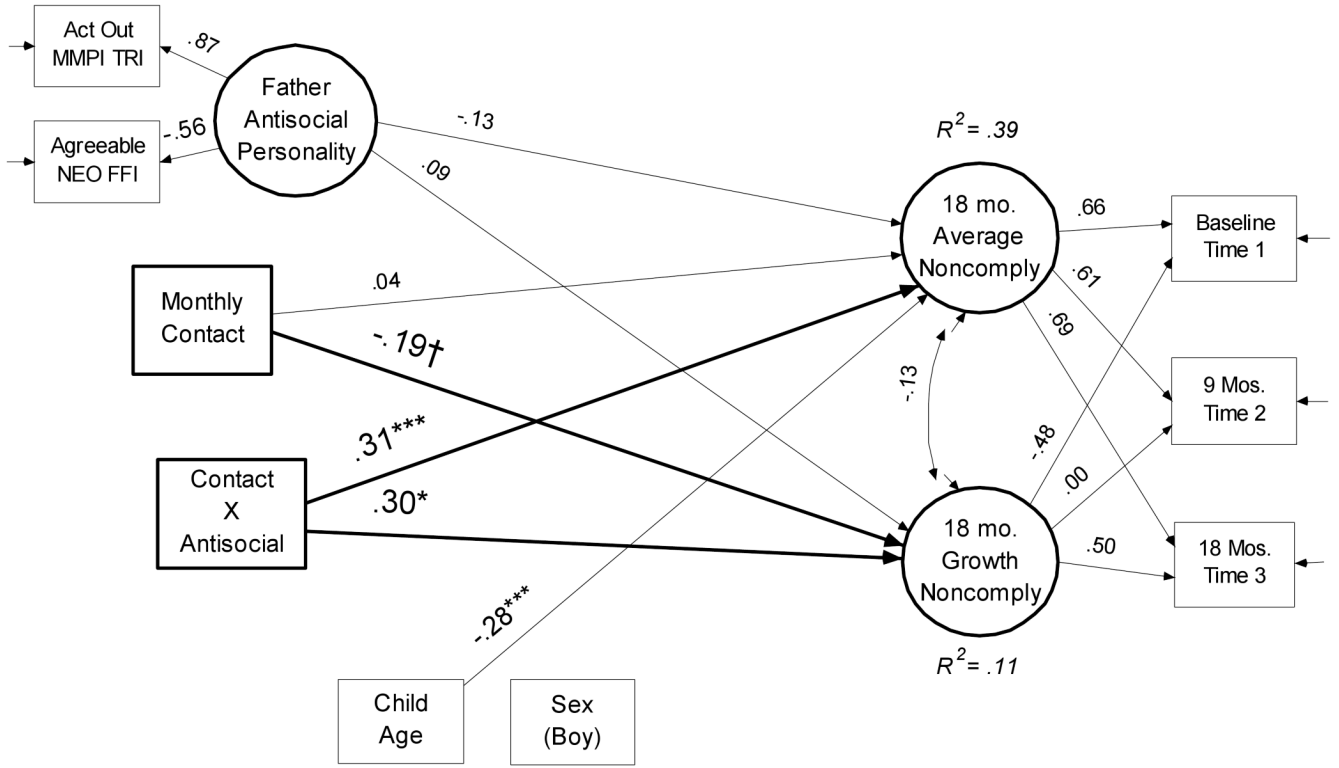 Act Out
MMPI TRI
.87
Father
Antisocial
Personality
Agreeable
NEO FFI
-.56
-.13
.09
R² = .39
18 mo.
Average
Noncomply
.66
.61
.69
Baseline
Time 1
Monthly
Contact
.04
-.19†
-.13
9 Mos.
Time 2
Contact
X
Antisocial
.31***
.30*
-.48
.00
.50
18 mo.
Growth
Noncomply
18 Mos.
Time 3
R² = .11
-.28***
Child
Age
Sex
(Boy)